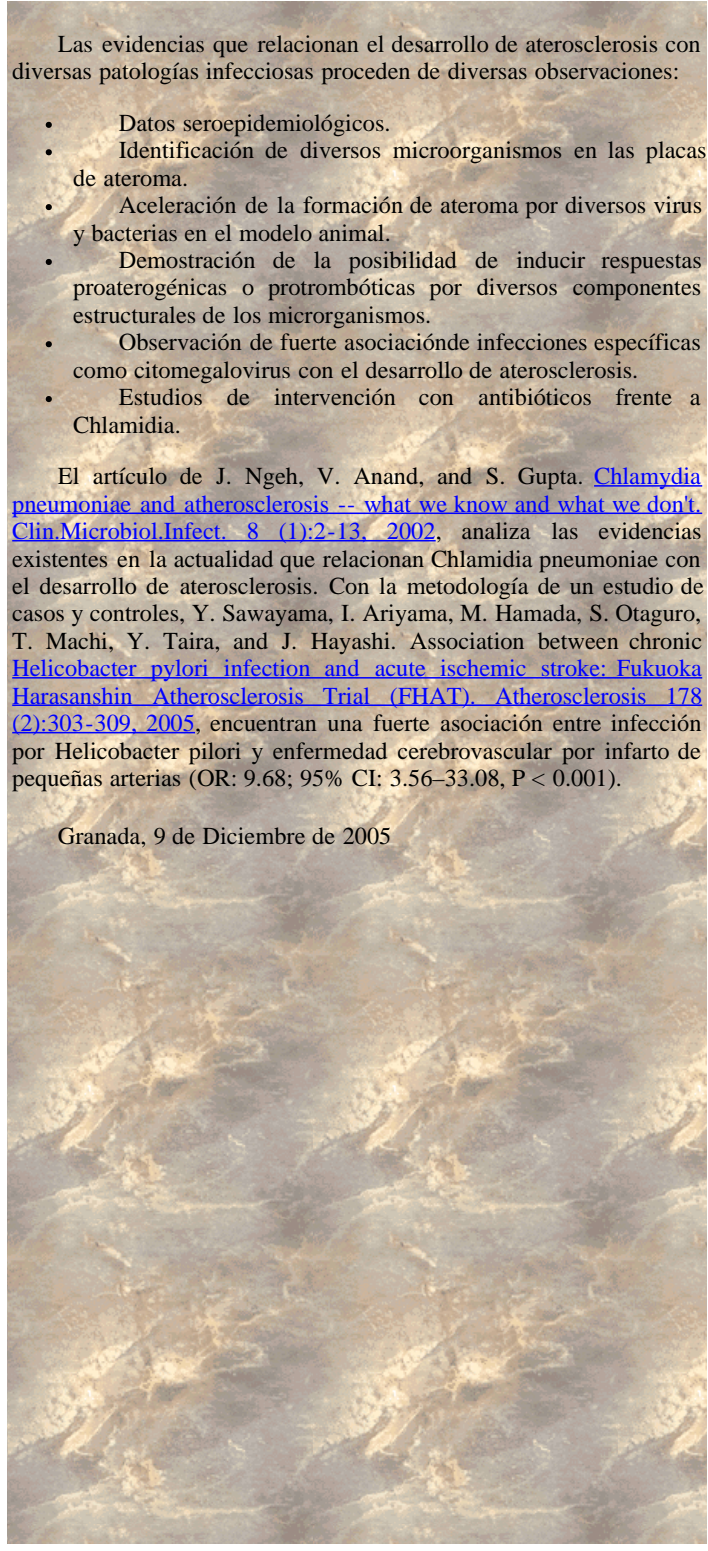 Las evidencias que relacionan el desarrollo de aterosclerosis con
diversas patologías infecciosas proceden de diversas observaciones:
• Datos seroepidemiológicos.
• Identificación de diversos microorganismos en las placas
de ateroma.
• Aceleración de la formación de ateroma por diversos virus
y bacterias en el modelo animal.
• Demostración de la posibilidad de inducir respuestas
proaterogénicas o protrombóticas por diversos componentes
estructurales de los microrganismos.
• Observación de fuerte asociaciónde infecciones específicas
como citomegalovirus con el desarrollo de aterosclerosis.
• Estudios de intervención con antibióticos frente a
Chlamidia.
El artículo de J. Ngeh, V. Anand, and S. Gupta. Chlamydia
pneumoniae and atherosclerosis -- what we know and what we don't.
Clin.Microbiol.Infect. 8 (1):2-13, 2002, analiza las evidencias
existentes en la actualidad que relacionan Chlamidia pneumoniae con
el desarrollo de aterosclerosis. Con la metodología de un estudio de
casos y controles, Y. Sawayama, I. Ariyama, M. Hamada, S. Otaguro,
T. Machi, Y. Taira, and J. Hayashi. Association between chronic
Helicobacter pylori infection and acute ischemic stroke: Fukuoka
Harasanshin Atherosclerosis Trial (FHAT). Atherosclerosis 178
(2):303-309, 2005, encuentran una fuerte asociación entre infección
por Helicobacter pilori y enfermedad cerebrovascular por infarto de
pequeñas arterias (OR: 9.68; 95% CI: 3.56–33.08, P < 0.001).
Granada, 9 de Diciembre de 2005